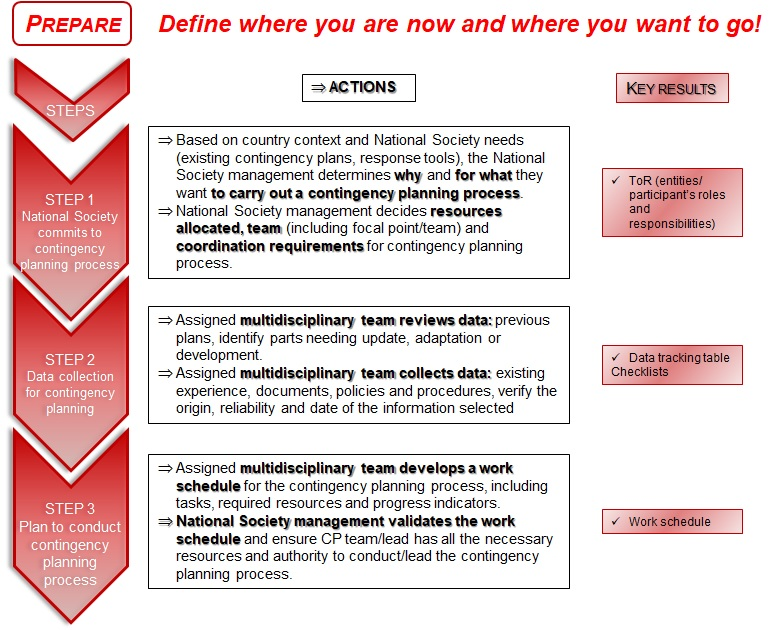 PREPARE
Define where you are now and where you want to go!
STEPS
⇒ ACTIONS
KEY RESULTS
STEP 1
National Society
commits to
contingency
planning process
⇒ Based on country context and National Society needs
(existing contingency plans, response tools), the National
Society management determines why and for what they
want to carry out a contingency planning process.
⇒ National Society management decides resources
allocated, team (including focal point/team) and
coordination requirements for contingency planning
process.
✓ ToR (entities/
participant's roles
and
responsibilities)
STEP 2
Data collection
for contingency
planning
⇒ Assigned multidisciplinary team reviews data: previous
plans, identify parts needing update, adaptation or
development.
⇒ Assigned multidisciplinary team collects data: existing
experience, documents, policies and procedures, verify the
origin, reliability and date of the information selected
✓ Data tracking table
Checklists
STEP 3
Plan to conduct
contingency
planning
process
⇒ Assigned multidisciplinary team develops a work
schedule for the contingency planning process, including
tasks, required resources and progress indicators.
⇒ National Society management validates the work
schedule and ensure CP team/lead has all the necessary
resources and authority to conduct/lead the contingency
planning process.
✓ Work schedule